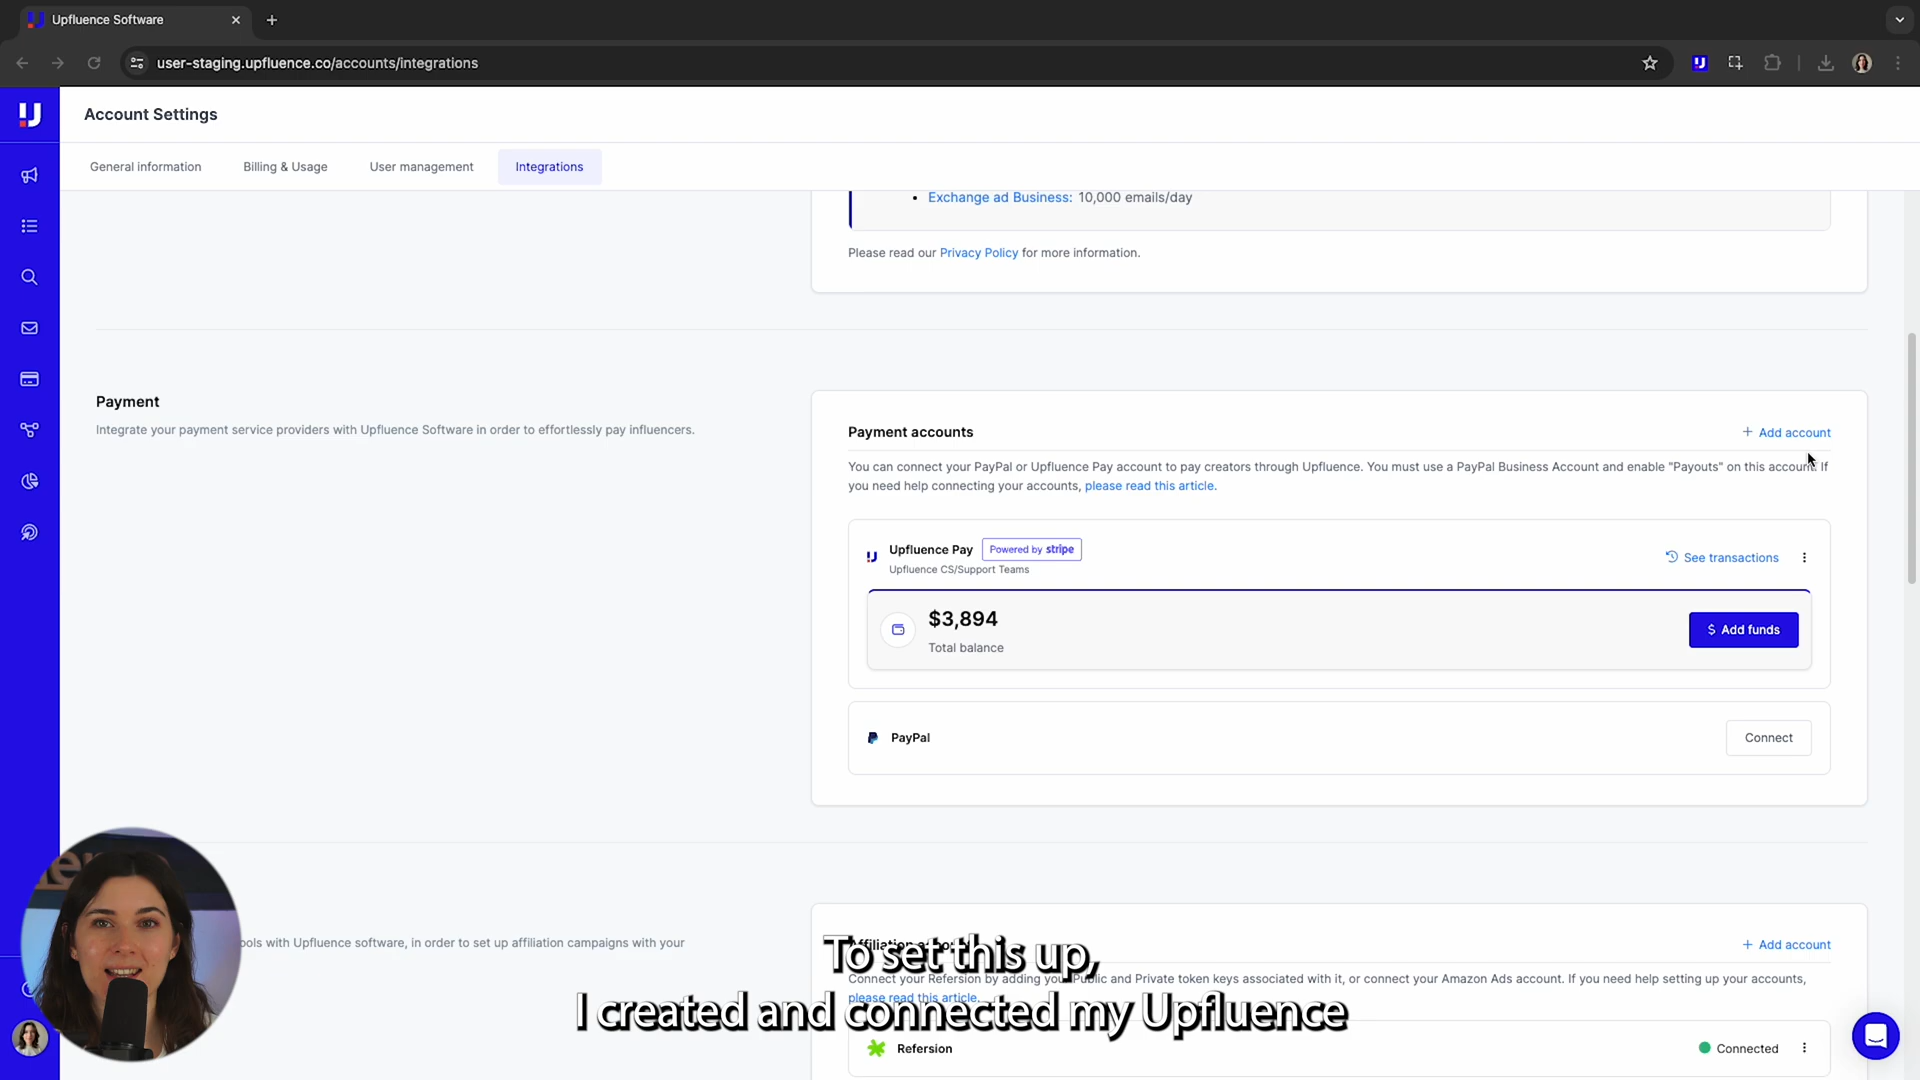 Upfluence Software
user-staging.upfluence.co/accounts/integrations
Account Settings
General information
Billing & Usage
User management
Integrations
Exchange ad Business: 10,000 emails/day
Please read our Privacy Policy for more information.
Payment
Integrate your payment service providers with Upfluence Software in order to effortlessly pay influencers.
Payment accounts
+ Add account
You can connect your PayPal or Upfluence Pay account to pay creators through Upfluence. You must use a PayPal Business Account and enable "Payouts" on this account. If
you need help connecting your accounts, please read this article.
Upfluence Pay
Powered by stripe
Upfluence CS/Support Teams
See transactions
$3,894
Total balance
$ Add funds
PayPal
Connect
ools with Upfluence software, in order to set up affiliation campaigns with your
+ Add account
Connect your Refersion by adding your Public and Private token keys associated with it, or connect your Amazon Ads account. If you need help setting up your accounts,
please read this article.
To set this up,
I created and connected my Upfluence
Refersion
Connected